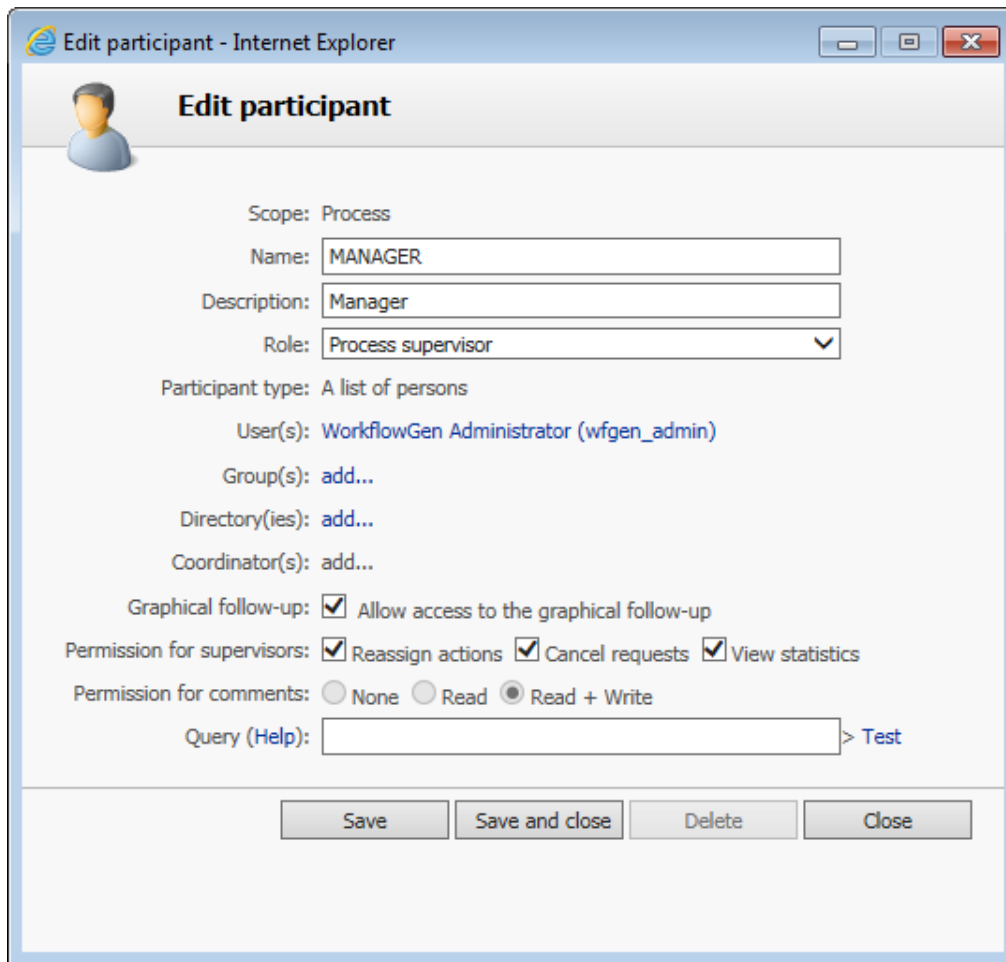 Edit participant - Internet Explorer
Edit participant
Scope: Process
Name: MANAGER
Description: Manager
Role: Process supervisor
Participant type: A list of persons
User(s): WorkflowGen Administrator (wfgen_admin)
Group(s): add...
Directory(ies): add...
Coordinator(s): add...
Graphical follow-up: Allow access to the graphical follow-up
Permission for supervisors: Reassign actions Cancel requests View statistics
Permission for comments: None Read Read + Write
Query (Help): > Test
Save Save and close Delete Close